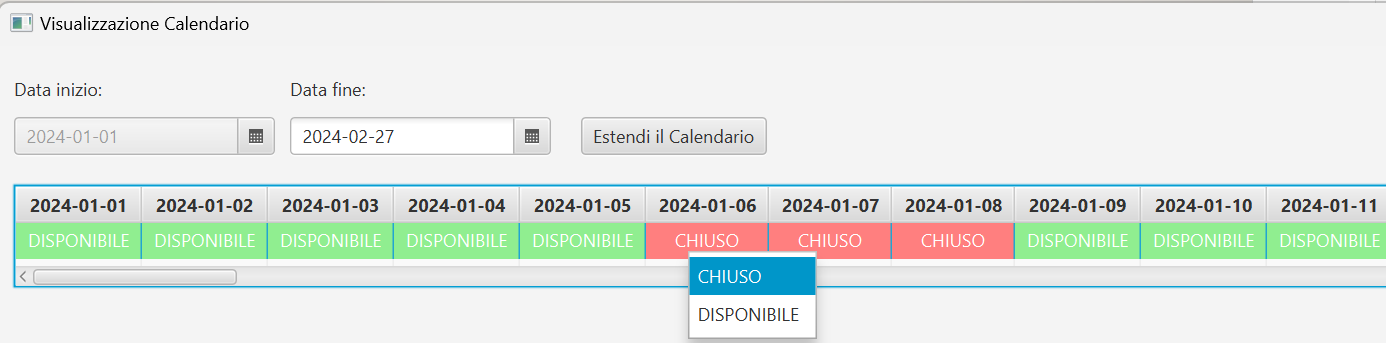 Visualizzazione Calendario
Data inizio: Data fine:
2024-01-01 2024-02-27 Estendi il Calendario
2024-01-01 2024-01-02 2024-01-03 2024-01-04 2024-01-05 2024-01-06 2024-01-07 2024-01-08 2024-01-09 2024-01-10 2024-01-11
DISPONIBILE DISPONIBILE DISPONIBILE DISPONIBILE DISPONIBILE CHIUSO CHIUSO CHIUSO DISPONIBILE DISPONIBILE DISPONIBILE
CHIUSO
DISPONIBILE